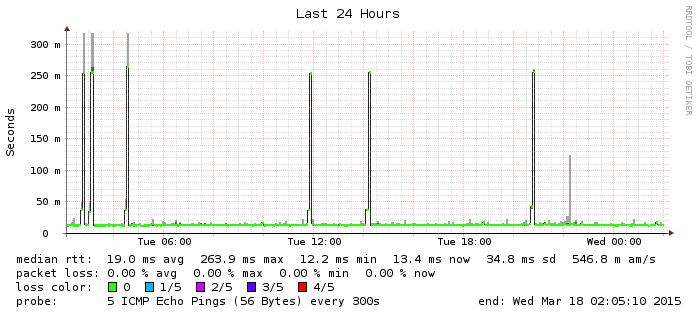 Last 24 Hours
RRDTOOL / TOBI OETIKER
Seconds
300 m
250 m
200 m
150 m
100 m
50 m
0
Tue 06:00 Tue 12:00 Tue 18:00 Wed 00:00
median rtt: 19.0 ms avg 263.9 ms max 12.2 ms min 13.4 ms now 34.8 ms sd 546.8 m am/s
packet loss: 0.00 % avg 0.00 % max 0.00 % min 0.00 % now
loss color: 0 1/5 2/5 3/5 4/5
probe: 5 ICMP Echo Pings (56 Bytes) every 300s end: Wed Mar 18 02:05:10 2015